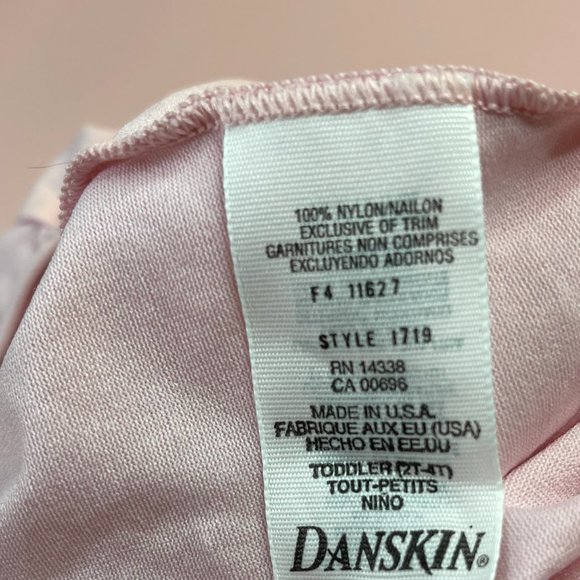 100% NYLON/NAILON
EXCLUSIVE OF TRIM
GARNITURES NON COMPRISES
EXCLUYENDO ADORNOS
F4 11627
STYLE 1719
RN 14338
CA 00696
MADE IN U.S.A.
FABRIQUE AUX EU (USA)
HECHO EN EE.UU
TODDLER (2T-4T)
TOUT-PETITS
NIÑO
DANSKIN®